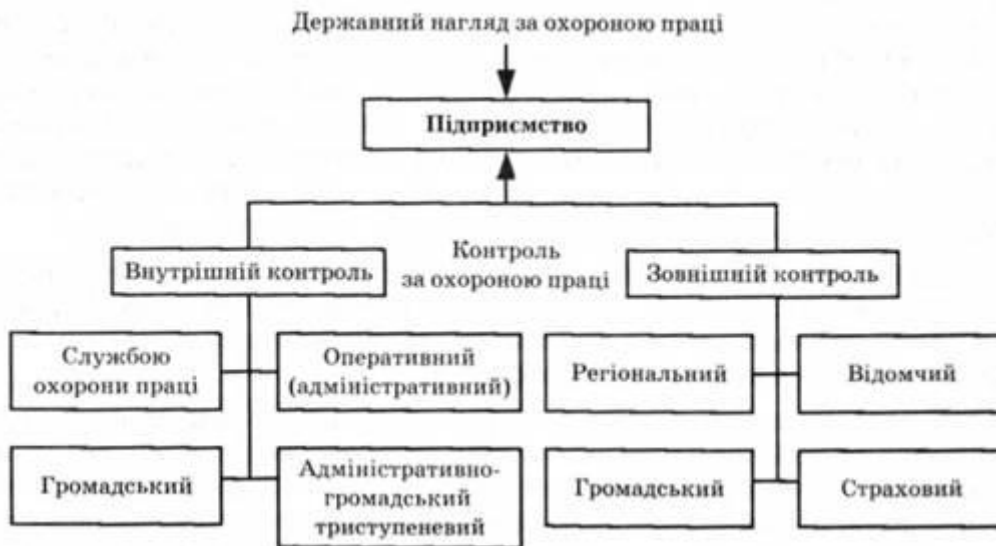 Державний нагляд за охороною праці
Підприємство
Контроль
за охороною праці
Внутрішній контроль
Зовнішній контроль
Службою
охорони праці
Оперативний
(адміністративний)
Регіональний
Відомчий
Громадський
Адміністративно-
громадський
триступеневий
Громадський
Страховий